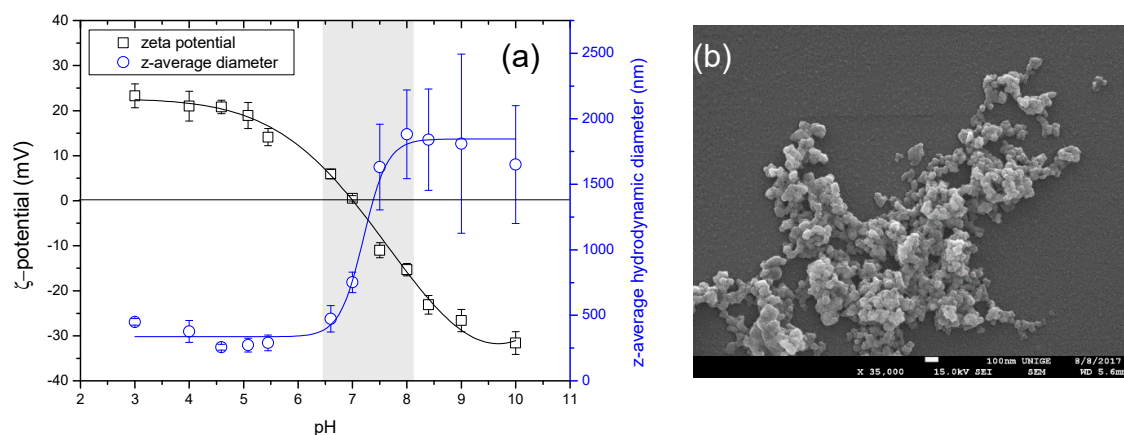 (a)
zeta potential
z-average diameter
ζ−potential (mV)
40
30
20
10
0
-10
-20
-30
-40
2 3 4 5 6 7 8 9 10 11
pH
2500
2000
1500
1000
500
0
z-average hydrodynamic diameter (nm)
(b)
100nm UNIGE 8/8/2017
X 35,000 15.0kV SEI SEM WD 5.6mm